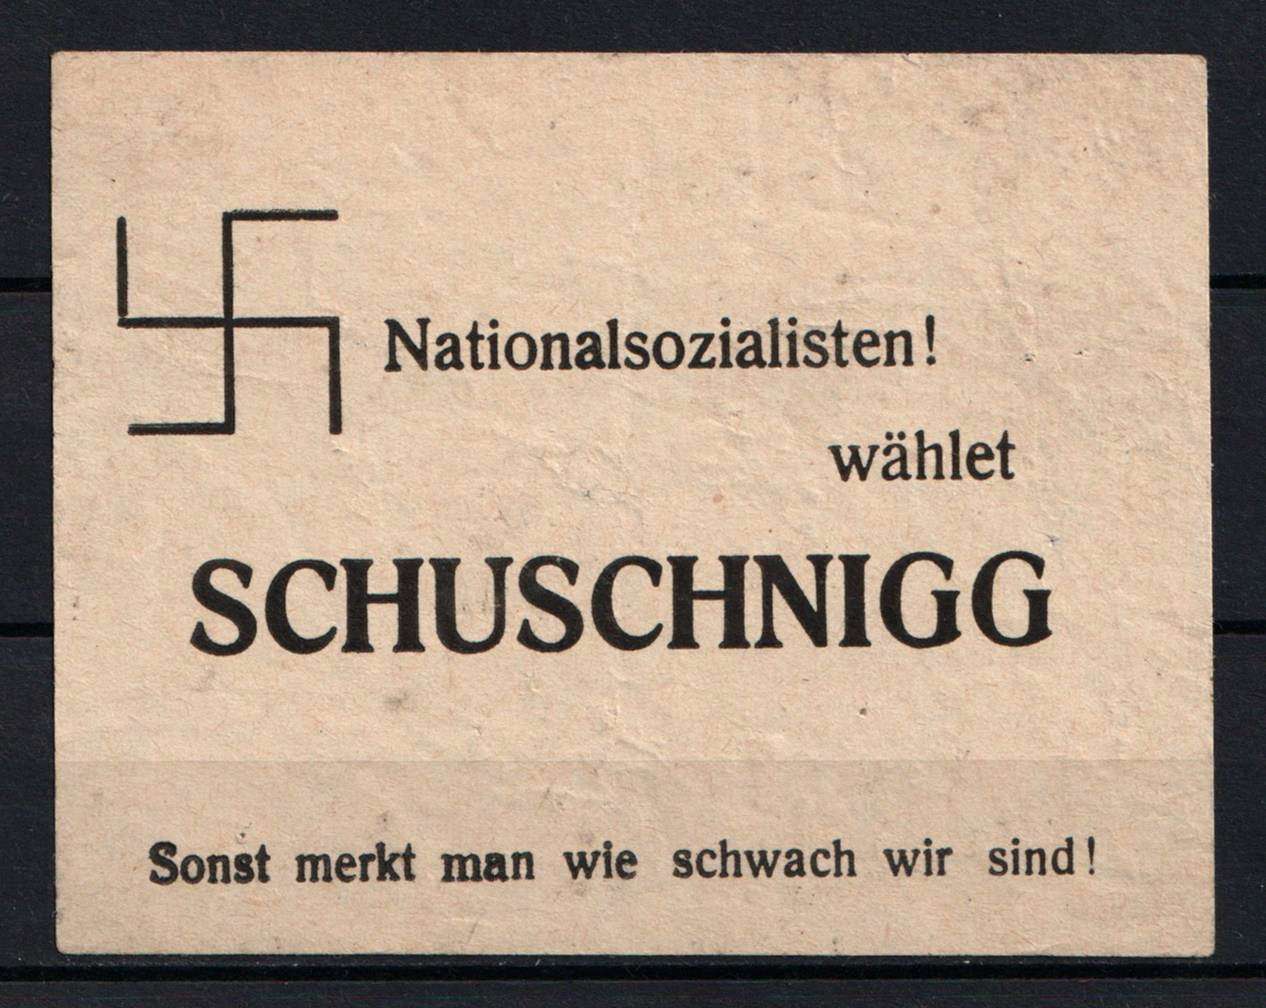 Nationalsozialisten!
wählet
SCHUSCHNIGG
Sonst merkt man wie schwach wir sind!